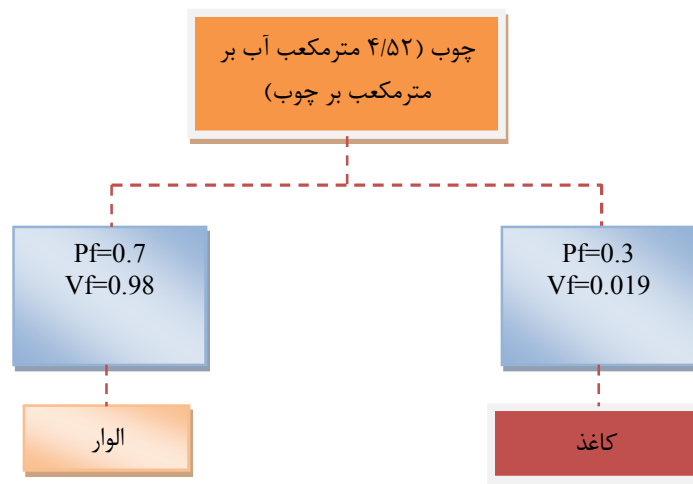 چوب (۴/۵۲ مترمکعب آب بر
مترمکعب بر چوب)
Pf=0.7
Vf=0.98
Pf=0.3
Vf=0.019
الوار
کاغذ